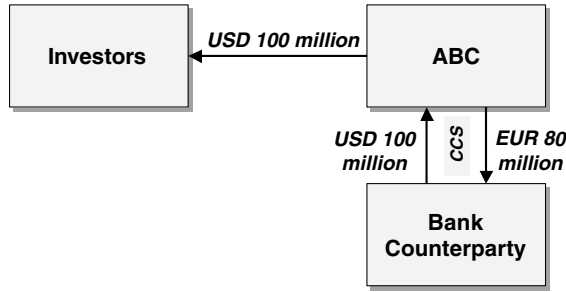 Investors
USD 100 million
ABC
USD 100
million
CCS
EUR 80
million
Bank
Counterparty